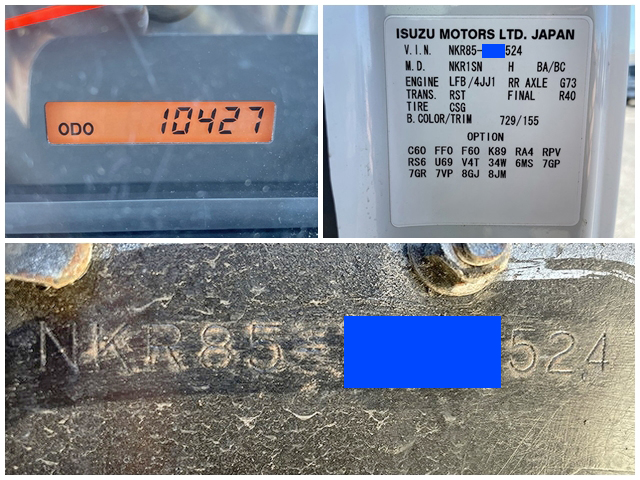 ODO 10427
ISUZU MOTORS LTD. JAPAN
V.I.N. NKR85- 524
M.D. NKR1SN H BA/BC
ENGINE LFB/4JJ1 RR AXLE G73
TRANS. RST FINAL R40
TIRE CSG
B.COLOR/TRIM 729/155
OPTION
C60 FF0 F60 K89 RA4 RPV
RS6 U69 V4T 34W 6MS 7GP
7GR 7VP 8GJ 8JM
NKR85- 524